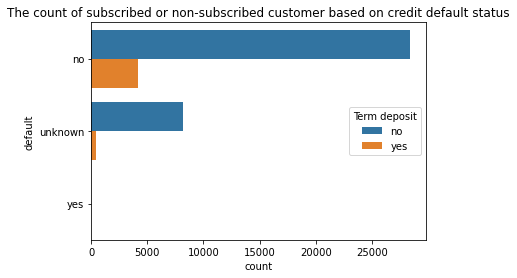 The count of subscribed or non-subscribed customer based on credit default status
no
unknown
yes
default
Term deposit
no
yes
0 5000 10000 15000 20000 25000
count